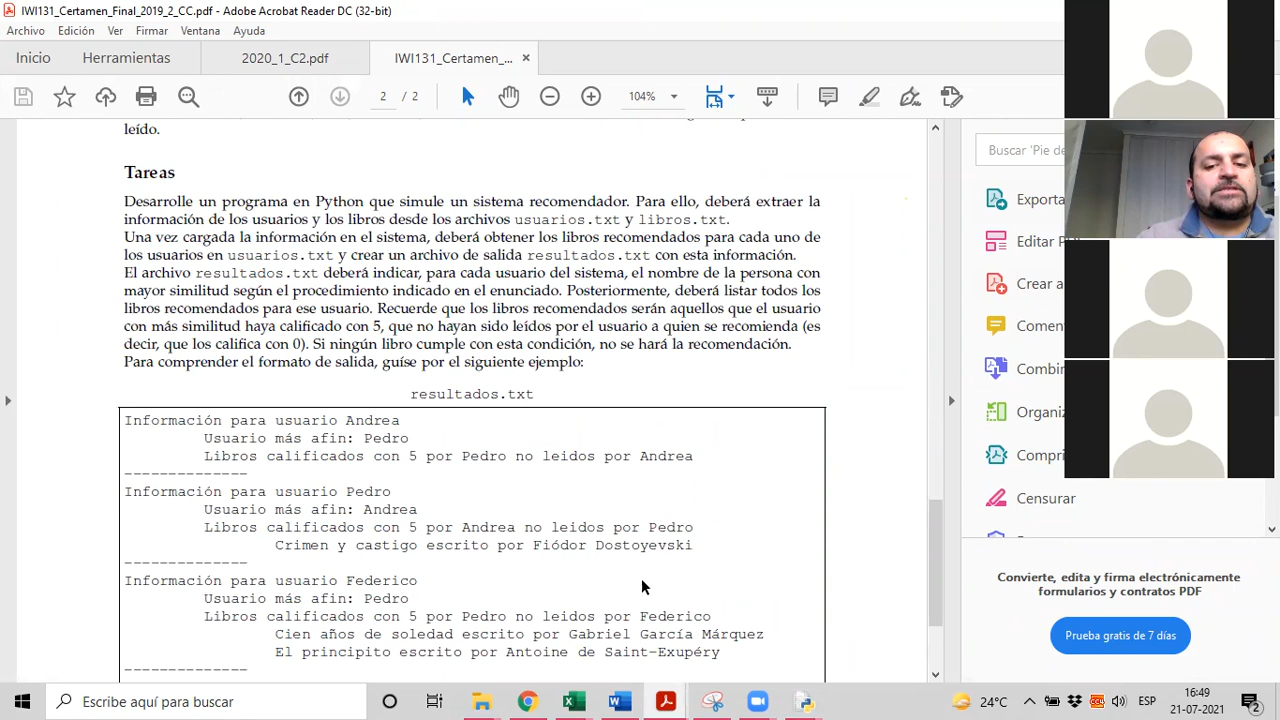 IWI131_Certamen_Final_2019_2_CC.pdf - Adobe Acrobat Reader DC (32-bit)
Archivo Edición Ver Firmar Ventana Ayuda
Inicio Herramientas 2020_1_C2.pdf IWI131_Certamen_... ×
2 / 2 104%
leído.
Tareas
Desarrolle un programa en Python que simule un sistema recomendador. Para ello, deberá extraer la
información de los usuarios y los libros desde los archivos usuarios.txt y libros.txt.
Una vez cargada la información en el sistema, deberá obtener los libros recomendados para cada uno de
los usuarios en usuarios.txt y crear un archivo de salida resultados.txt con esta información.
El archivo resultados.txt deberá indicar, para cada usuario del sistema, el nombre de la persona con
mayor similitud según el procedimiento indicado en el enunciado. Posteriormente, deberá listar todos los
libros recomendados para ese usuario. Recuerde que los libros recomendados serán aquellos que el usuario
con más similitud haya calificado con 5, que no hayan sido leídos por el usuario a quien se recomienda (es
decir, que los califica con 0). Si ningún libro cumple con esta condición, no se hará la recomendación.
Para comprender el formato de salida, guíse por el siguiente ejemplo:
resultados.txt
Información para usuario Andrea
Usuario más afin: Pedro
Libros calificados con 5 por Pedro no leidos por Andrea
--------------
Información para usuario Pedro
Usuario más afin: Andrea
Libros calificados con 5 por Andrea no leidos por Pedro
Crimen y castigo escrito por Fiódor Dostoyevski
--------------
Información para usuario Federico
Usuario más afin: Pedro
Libros calificados con 5 por Pedro no leidos por Federico
Cien años de soledad escrito por Gabriel García Márquez
El principito escrito por Antoine de Saint-Exupéry
--------------
Buscar 'Pie de
Exporta
Editar PD
Crear a
Comen
Combin
Organiz
Compri
Censurar
Convierte, edita y firma electrónicamente
formularios y contratos PDF
Prueba gratis de 7 días
Escribe aquí para buscar
24°C ESP 16:49
21-07-2021
2